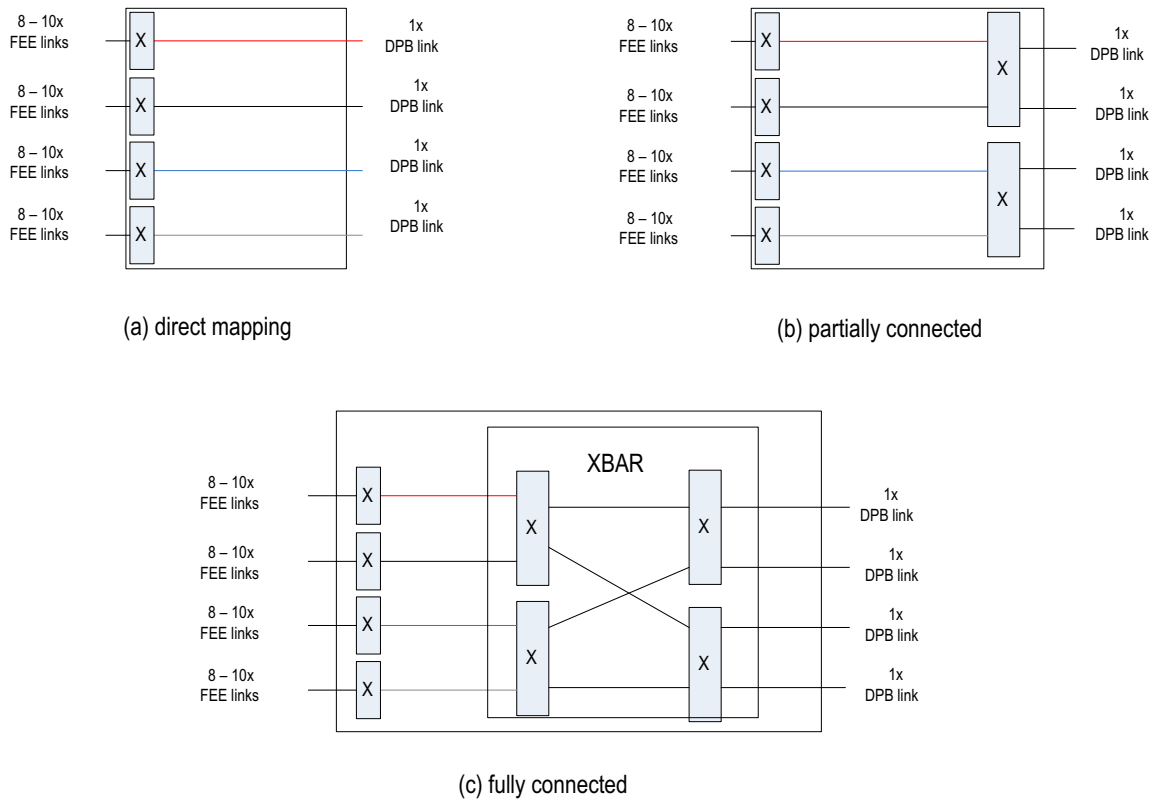 8 – 10x
FEE links
X
1x
DPB link
8 – 10x
FEE links
X
1x
DPB link
8 – 10x
FEE links
X
1x
DPB link
8 – 10x
FEE links
X
1x
DPB link
(a) direct mapping
8 – 10x
FEE links
X
X
1x
DPB link
8 – 10x
FEE links
X
1x
DPB link
8 – 10x
FEE links
X
X
1x
DPB link
8 – 10x
FEE links
X
1x
DPB link
(b) partially connected
XBAR
8 – 10x
FEE links
X
X
X
1x
DPB link
8 – 10x
FEE links
X
1x
DPB link
8 – 10x
FEE links
X
X
X
1x
DPB link
8 – 10x
FEE links
X
1x
DPB link
(c) fully connected